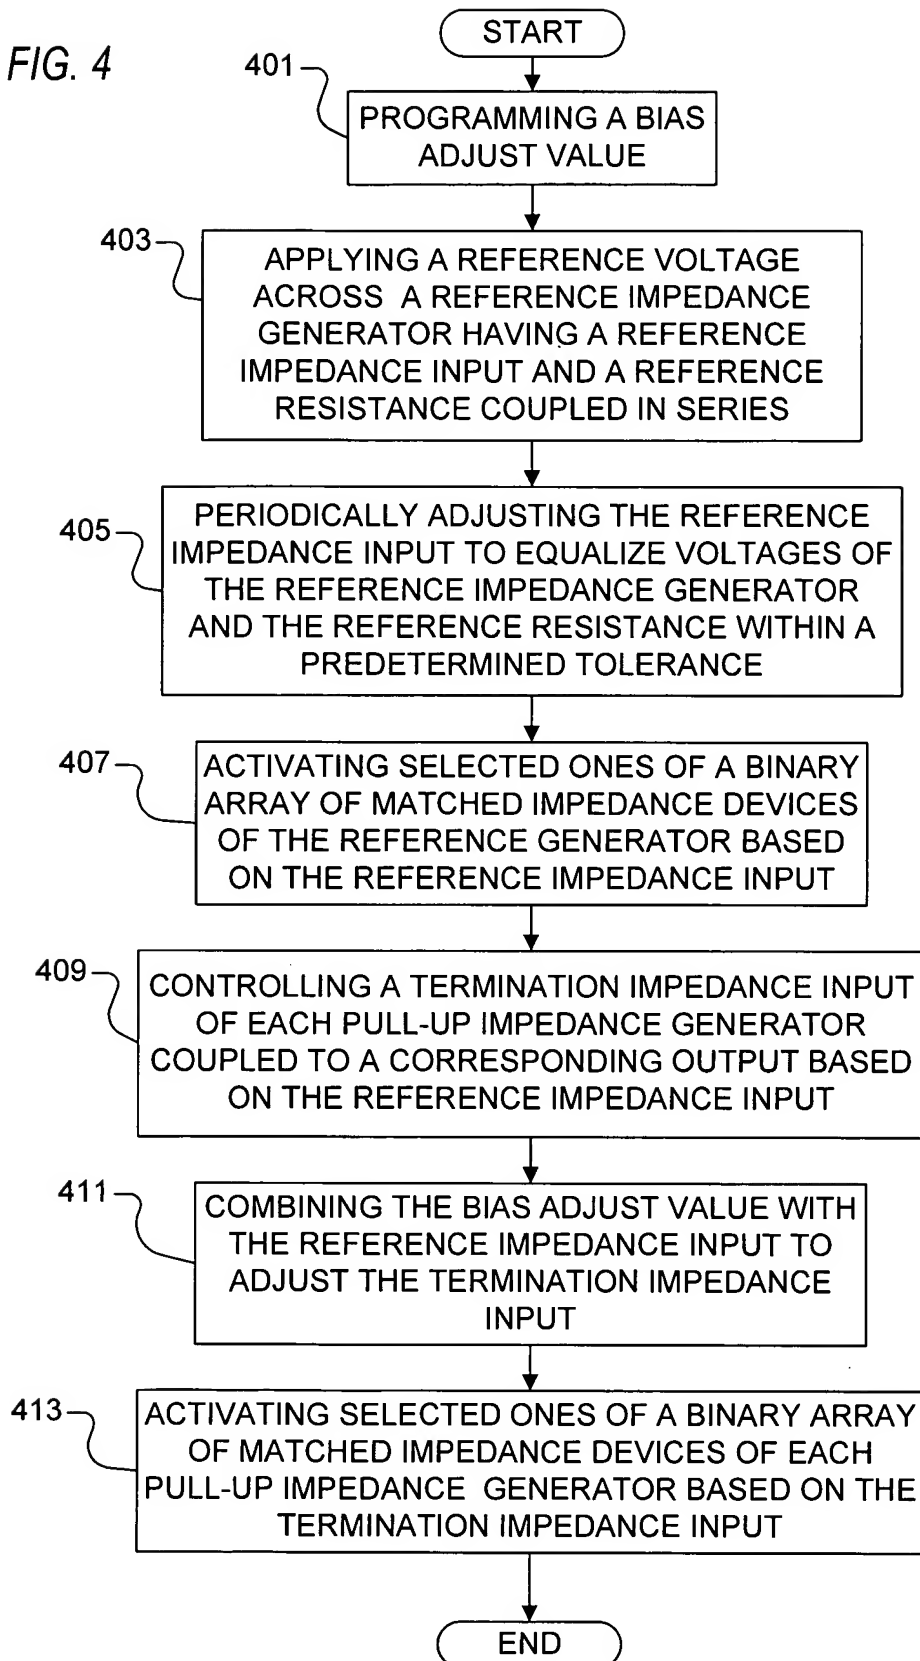 FIG. 4
START
401
PROGRAMMING A BIAS
ADJUST VALUE
403
APPLYING A REFERENCE VOLTAGE
ACROSS A REFERENCE IMPEDANCE
GENERATOR HAVING A REFERENCE
IMPEDANCE INPUT AND A REFERENCE
RESISTANCE COUPLED IN SERIES
405
PERIODICALLY ADJUSTING THE REFERENCE
IMPEDANCE INPUT TO EQUALIZE VOLTAGES OF
THE REFERENCE IMPEDANCE GENERATOR
AND THE REFERENCE RESISTANCE WITHIN A
PREDETERMINED TOLERANCE
407
ACTIVATING SELECTED ONES OF A BINARY
ARRAY OF MATCHED IMPEDANCE DEVICES
OF THE REFERENCE GENERATOR BASED
ON THE REFERENCE IMPEDANCE INPUT
409
CONTROLLING A TERMINATION IMPEDANCE INPUT
OF EACH PULL-UP IMPEDANCE GENERATOR
COUPLED TO A CORRESPONDING OUTPUT BASED
ON THE REFERENCE IMPEDANCE INPUT
411
COMBINING THE BIAS ADJUST VALUE WITH
THE REFERENCE IMPEDANCE INPUT TO
ADJUST THE TERMINATION IMPEDANCE
INPUT
413
ACTIVATING SELECTED ONES OF A BINARY ARRAY
OF MATCHED IMPEDANCE DEVICES OF EACH
PULL-UP IMPEDANCE GENERATOR BASED ON THE
TERMINATION IMPEDANCE INPUT
END